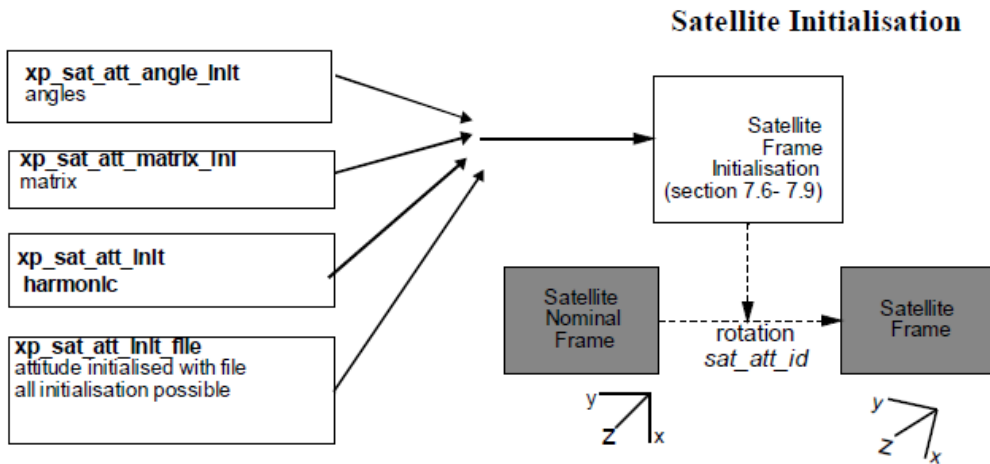 Satellite Initialisation
xp_sat_att_angle_init
angles
xp_sat_att_matrix_ini
matrix
xp_sat_att_init
harmonic
xp_sat_att_init_file
attitude initialised with file
all initialisation possible
Satellite
Frame
Initialisation
(section 7.6- 7.9)
Satellite
Nominal
Frame
rotation
sat_att_id
Satellite
Frame
y
z
x
y
z
x